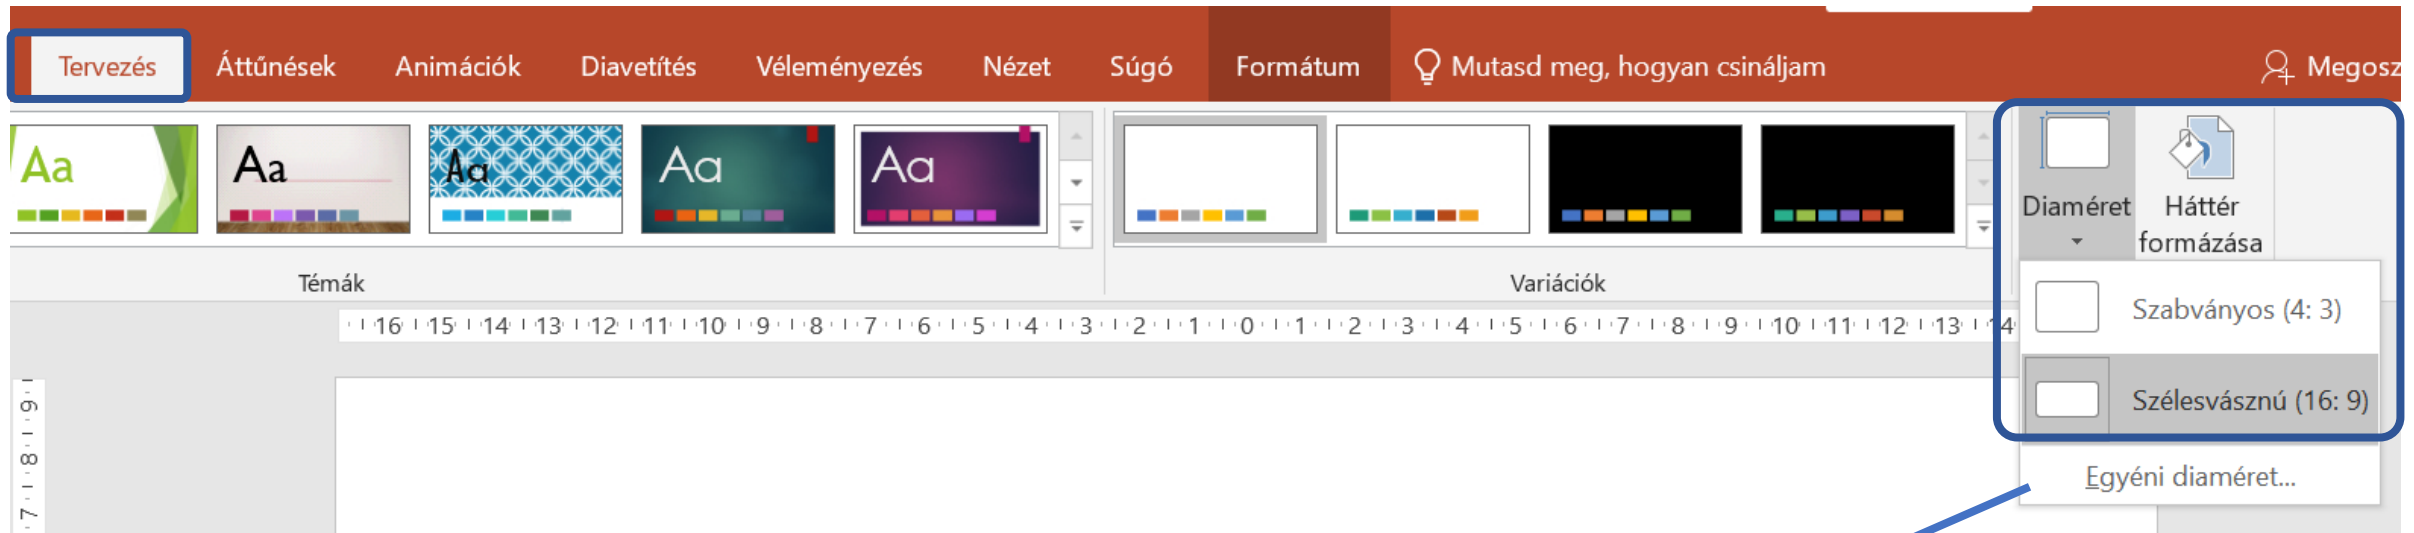 Tervezés Áttűnések Animációk Diavetítés Véleményezés Nézet Súgó Formátum Mutasd meg, hogyan csináljam Megosz
Aa Aa Aa Aa Aa
Diaméret Háttér formázása
Témák Variációk
Szabványos (4: 3)
16 15 14 13 12 11 10 9 8 7 6 5 4 3 2 1 0 1 2 3 4 5 6 7 8 9 10 11 12 13 14
Szélesvásznú (16: 9)
Egyéni diaméret...
9
8
7